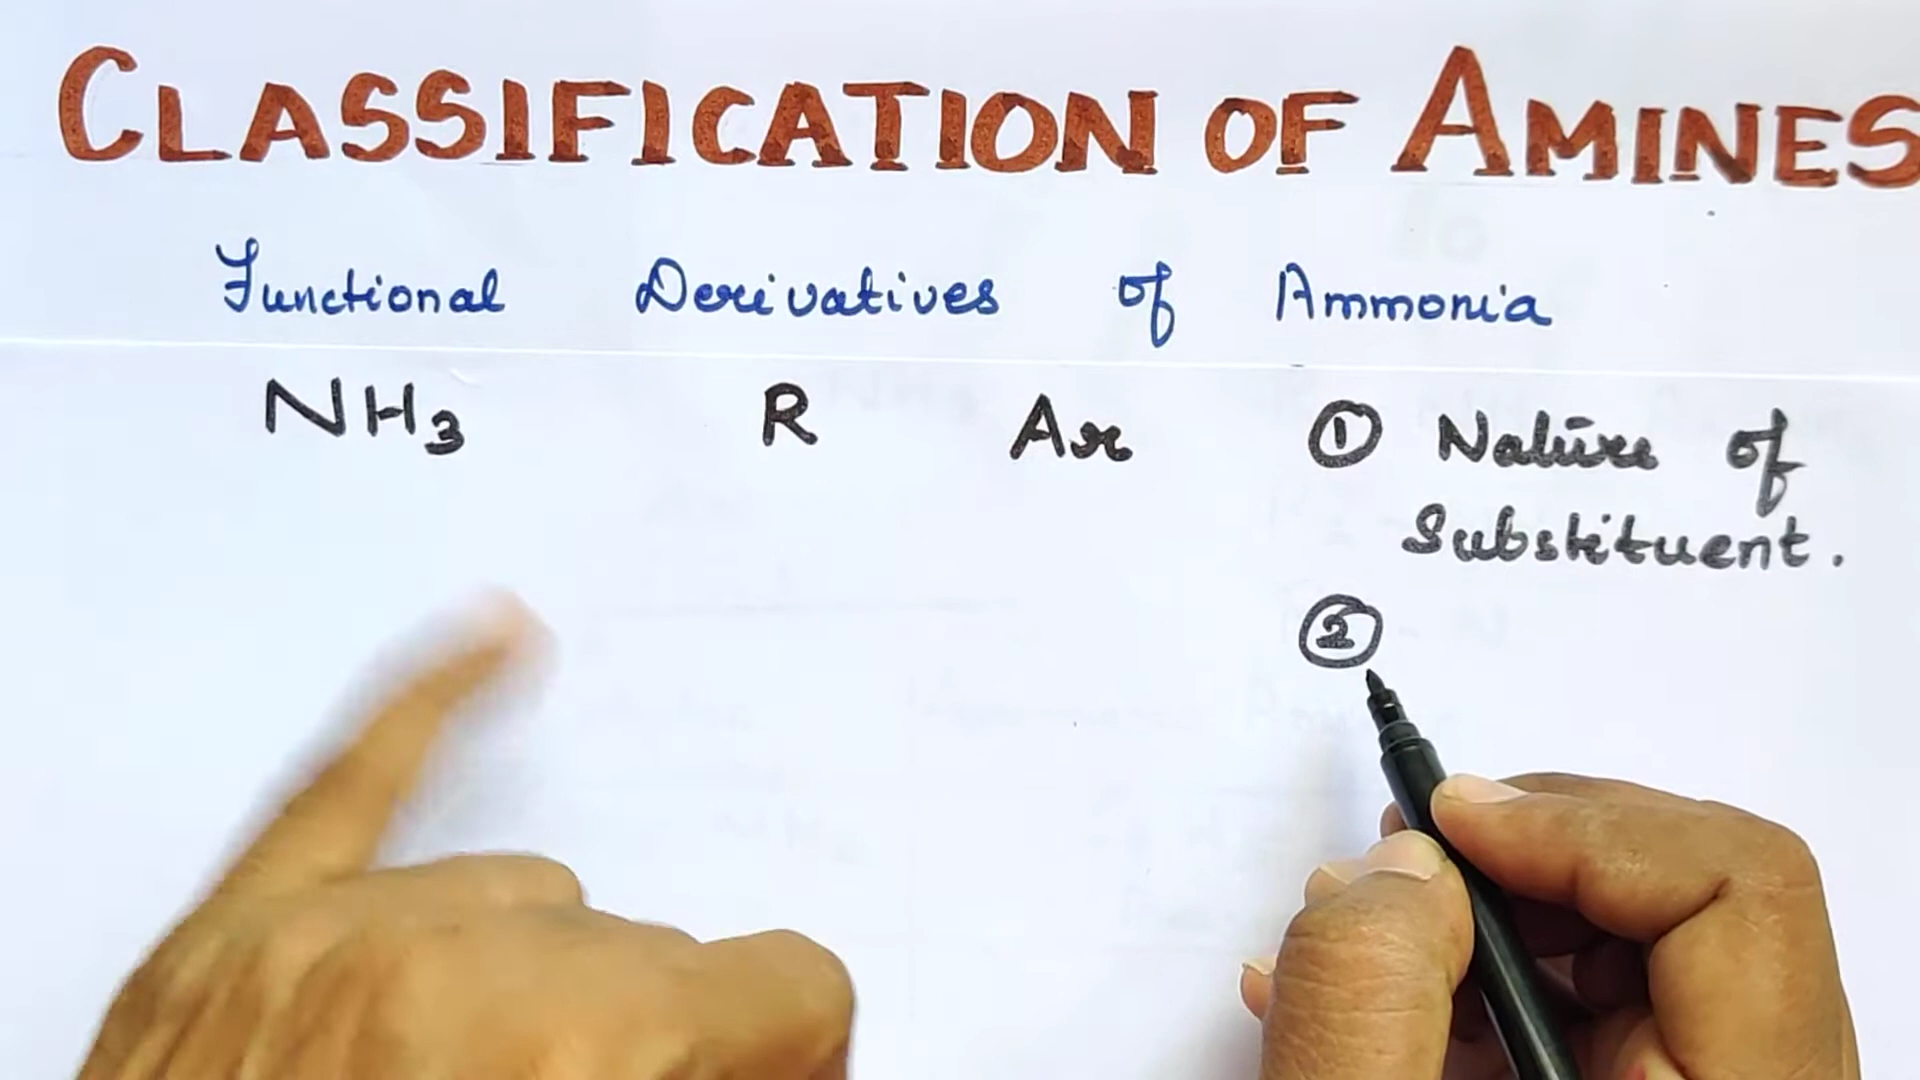 CLASSIFICATION OF AMINES
Functional Derivatives of Ammonia
NH₃ R Ar ① Nature of
Substituent.
②